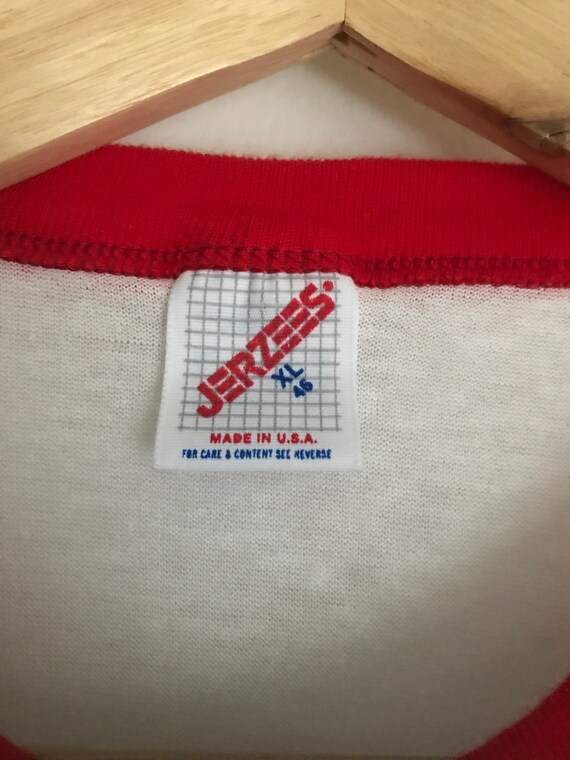 JERZEES
XL
46
MADE IN U.S.A.
FOR CARE & CONTENT SEE REVERSE